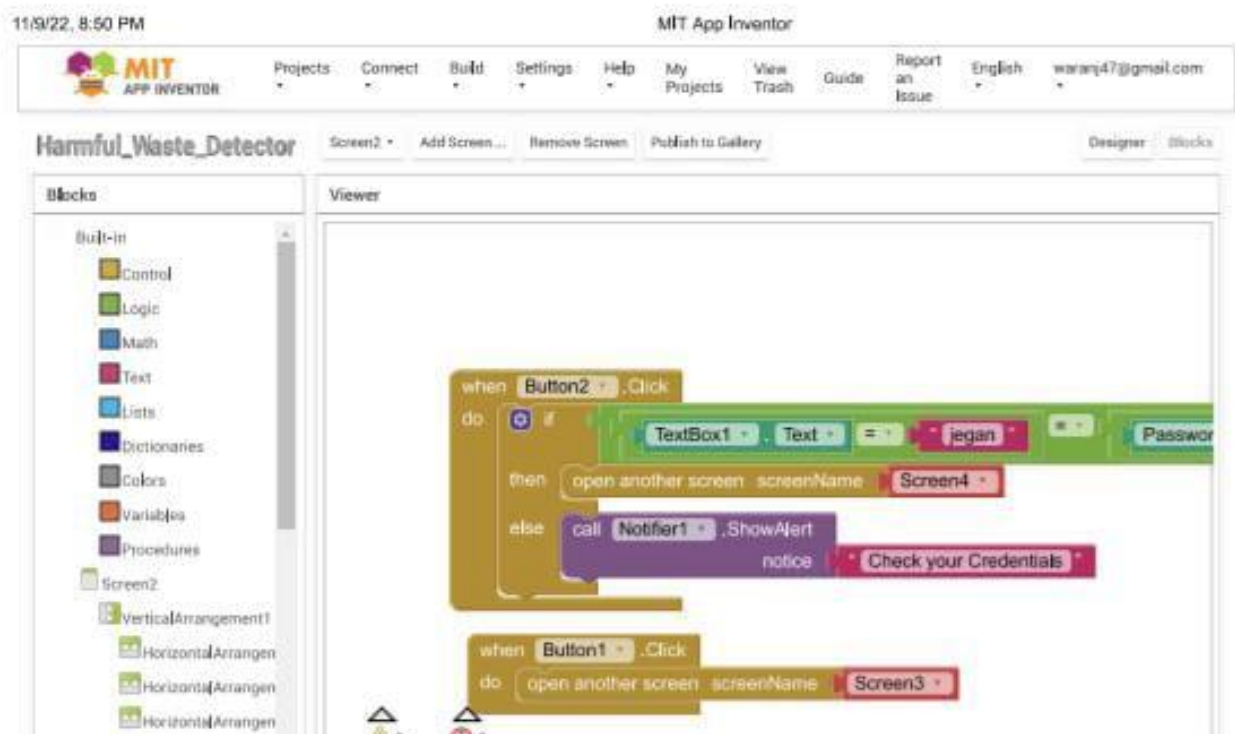 11/9/22, 8:50 PM MIT App Inventor
MIT APP INVENTOR Projects Connect Build Settings Help My Projects View Trash Guide Report an Issue English waranj47@gmail.com
Harmful_Waste_Detector Screen2 Add Screen ... Remove Screen Publish to Gallery Designer Blocks
Blocks Viewer
Built-in
Control
Logic
Math
Text
Lists
Dictionaries
Colors
Variables
Procedures
Screen2
VerticalArrangement1
HorizontalArrangen
HorizontalArrangen
HorizontalArrangen
when Button2 .Click
do if TextBox1 . Text = " jegan " = Passwor
then open another screen screenName Screen4
else call Notifier1 .ShowAlert
notice " Check your Credentials "
when Button1 .Click
do open another screen screenName Screen3